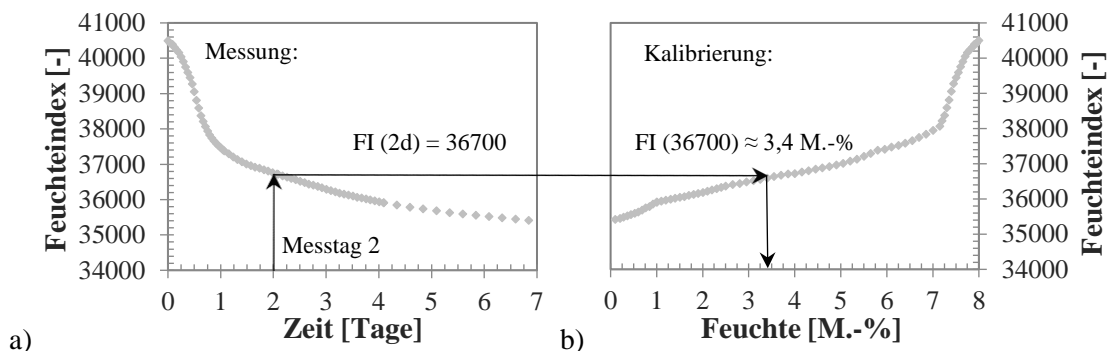 Feuchteindex [-]
41000
40000
39000
38000
37000
36000
35000
34000
Messung:
FI (2d) = 36700
Messtag 2
0 1 2 3 4 5 6 7
Zeit [Tage]
a)
Kalibrierung:
FI (36700) ≈ 3,4 M.-%
0 1 2 3 4 5 6 7 8
Feuchte [M.-%]
b)
41000
40000
39000
38000
37000
36000
35000
34000
Feuchteindex [-]